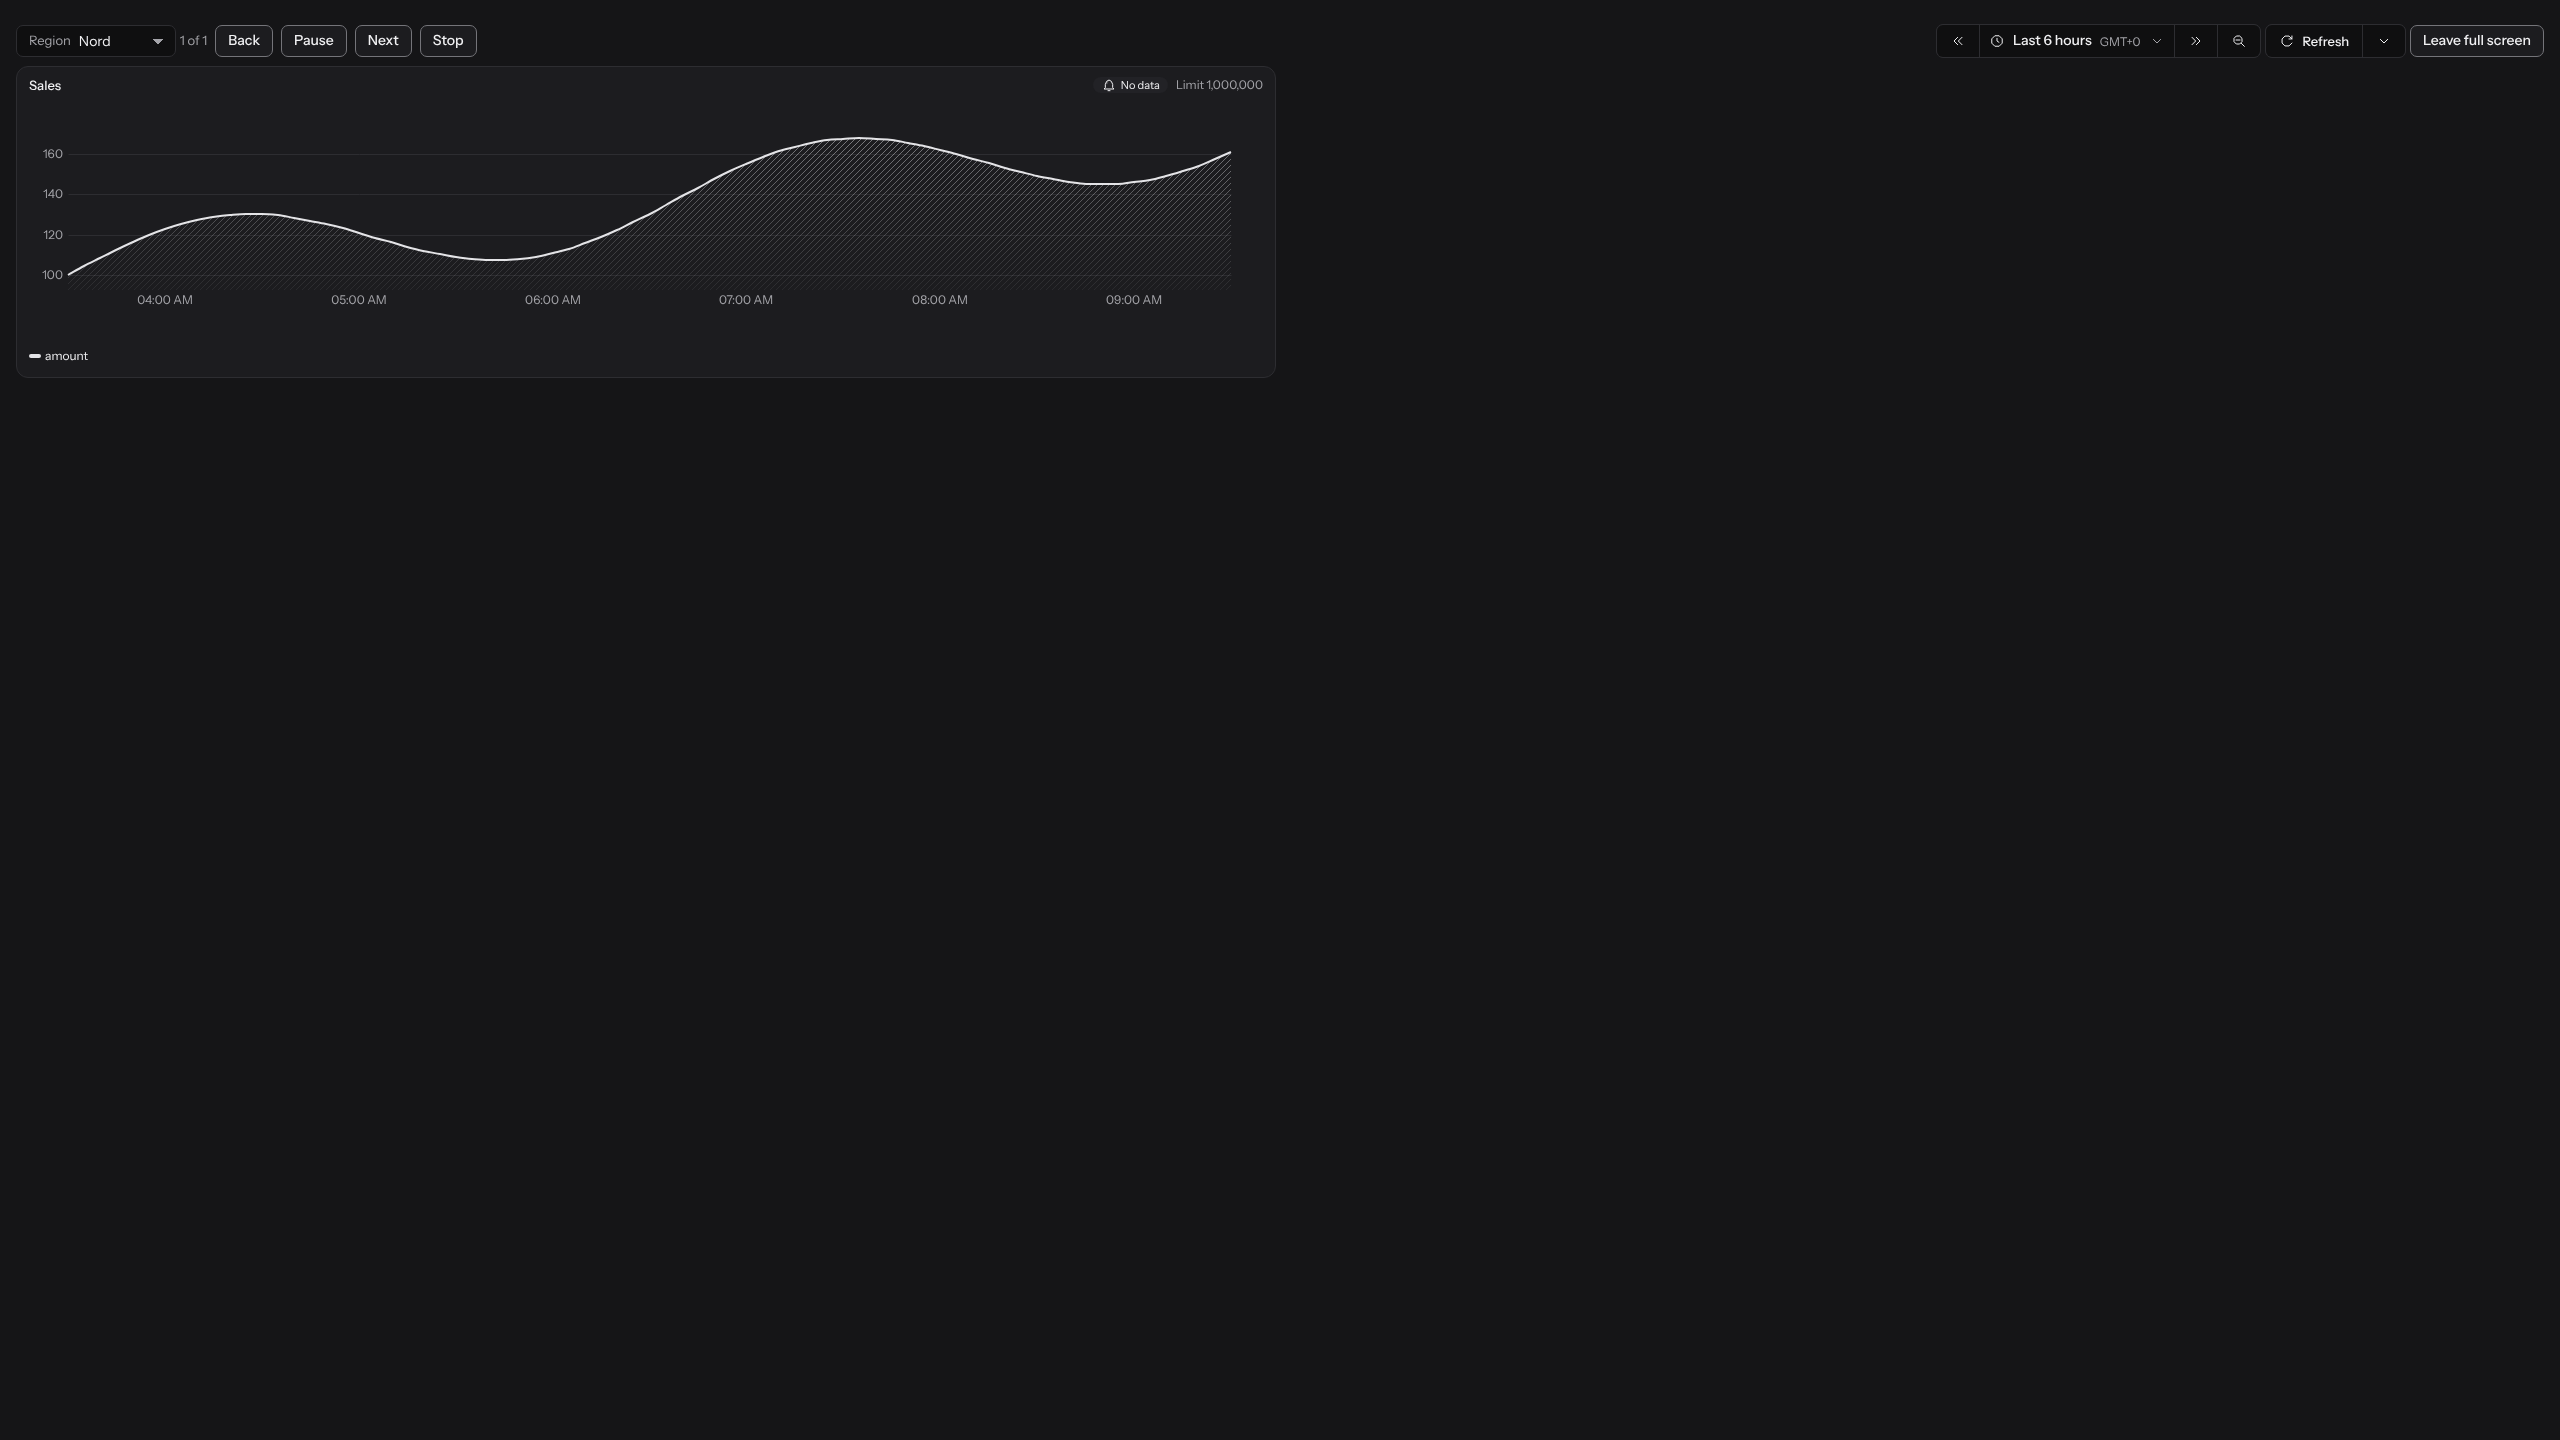 Region Nord 1 of 1 Back Pause Next Stop Last 6 hours GMT+0 Refresh Leave full screen
Sales No data Limit 1,000,000
160
140
120
100
04:00 AM 05:00 AM 06:00 AM 07:00 AM 08:00 AM 09:00 AM
amount